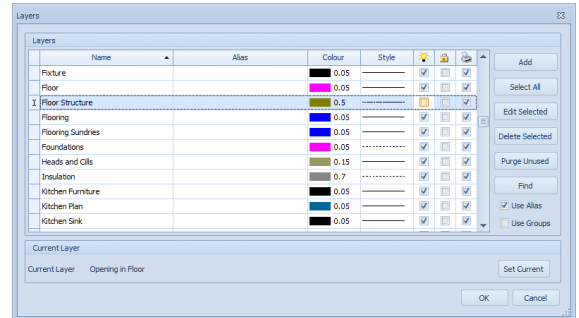 Layers
Layers
Name Alias Colour Style
Fixture 0.05
Floor 0.05
Floor Structure 0.5
Flooring 0.05
Flooring Sundries 0.05
Foundations 0.05
Heads and Cills 0.15
Insulation 0.7
Kitchen Furniture 0.05
Kitchen Plan 0.05
Kitchen Sink 0.05
Add
Select All
Edit Selected
Delete Selected
Purge Unused
Find
Use Alias
Use Groups
Current Layer
Current Layer Opening in Floor
Set Current
OK Cancel